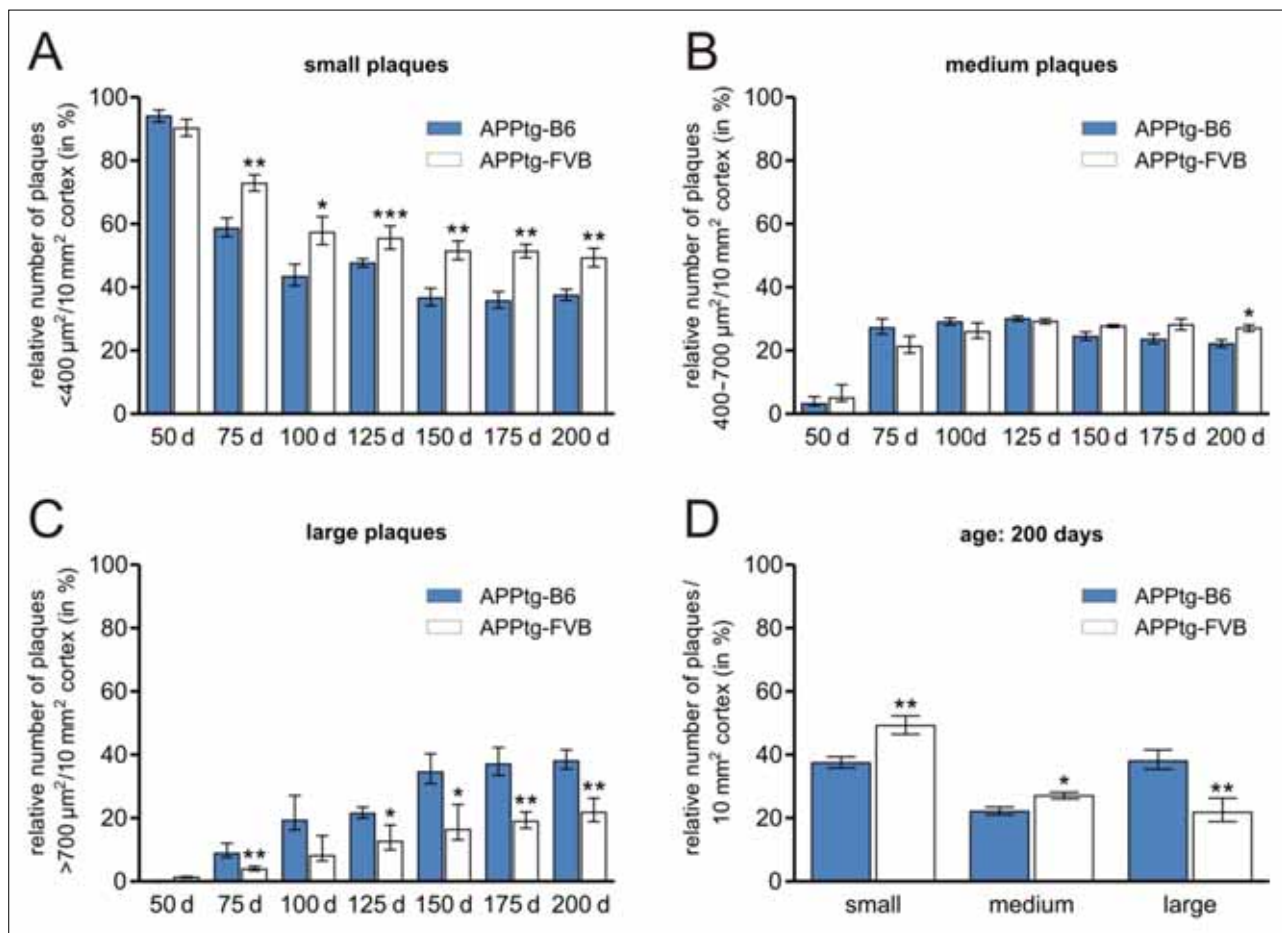 A
small plaques
relative number of plaques
<400 µm²/10 mm² cortex (in %)
100
80
60
40
20
0
APPtg-B6
APPtg-FVB
**
*
***
**
**
**
50 d 75 d 100 d 125 d 150 d 175 d 200 d
B
medium plaques
relative number of plaques
400–700 µm²/10 mm² cortex (in %)
100
80
60
40
20
0
APPtg-B6
APPtg-FVB
*
50 d 75 d 100d 125 d 150 d 175 d 200 d
C
large plaques
relative number of plaques
>700 µm²/10 mm² cortex (in %)
100
80
60
40
20
0
APPtg-B6
APPtg-FVB
**
*
*
**
**
50 d 75 d 100 d 125 d 150 d 175 d 200 d
D
age: 200 days
relative number of plaques/
10 mm² cortex (in %)
100
80
60
40
20
0
APPtg-B6
APPtg-FVB
**
*
**
small medium large